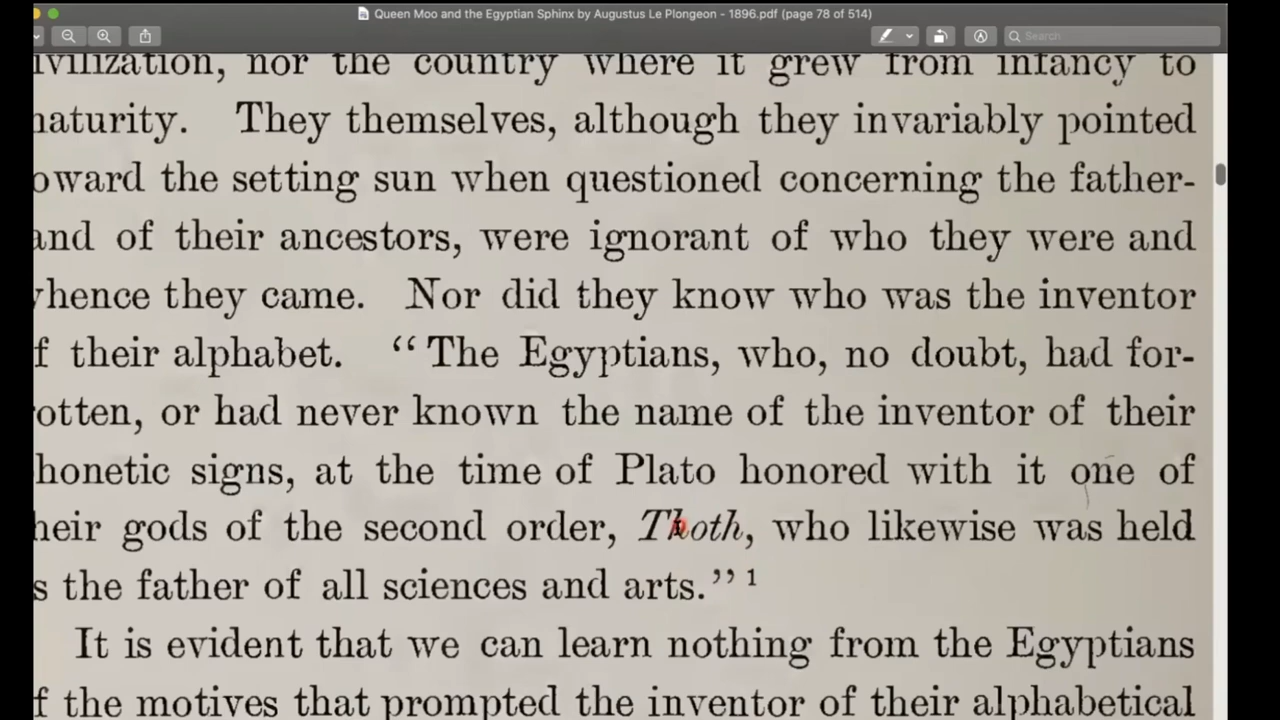 Queen Moo and the Egyptian Sphinx by Augustus Le Plongeon - 1896.pdf (page 78 of 514)
Search
ivilization, nor the country where it grew from infancy to
naturity. They themselves, although they invariably pointed
oward the setting sun when questioned concerning the father-
and of their ancestors, were ignorant of who they were and
whence they came. Nor did they know who was the inventor
f their alphabet. “The Egyptians, who, no doubt, had for-
otten, or had never known the name of the inventor of their
honetic signs, at the time of Plato honored with it one of
heir gods of the second order, Thoth, who likewise was held
s the father of all sciences and arts.” 1
It is evident that we can learn nothing from the Egyptians
f the motives that prompted the inventor of their alphabetical